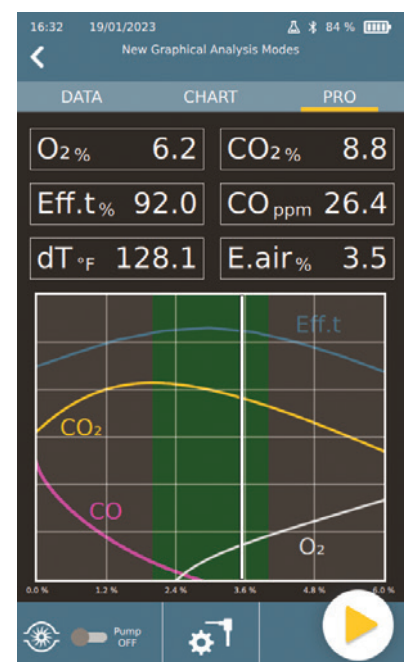 16:32 19/01/2023 84 %
New Graphical Analysis Modes
DATA CHART PRO
O₂ % 6.2 CO₂ % 8.8
Eff.t % 92.0 CO ppm 26.4
dT °F 128.1 E.air % 3.5
Eff.t
CO₂
CO
O₂
0.0 % 1.2 % 2.4 % 3.6 % 4.8 % 6.0 %
Pump
OFF